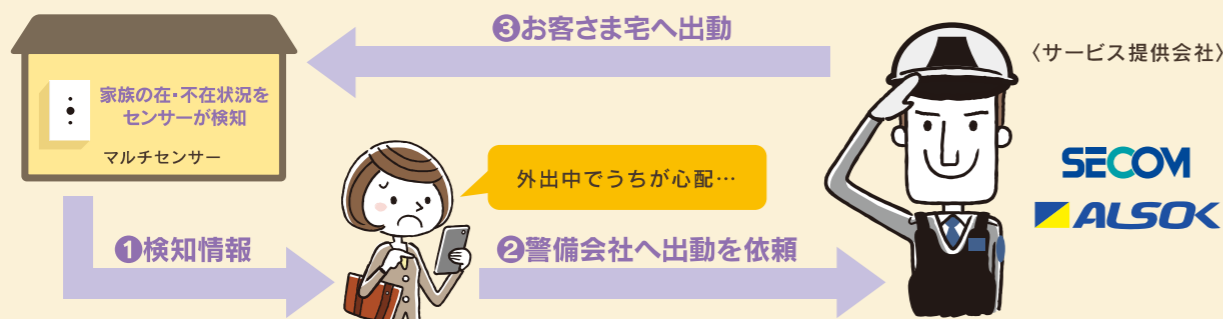 ❸お客さま宅へ出動
〈サービス提供会社〉
家族の在・不在状況を
センサーが検知
マルチセンサー
外出中でうちが心配…
SECOM
ALSOK
❶検知情報
❷警備会社へ出動を依頼